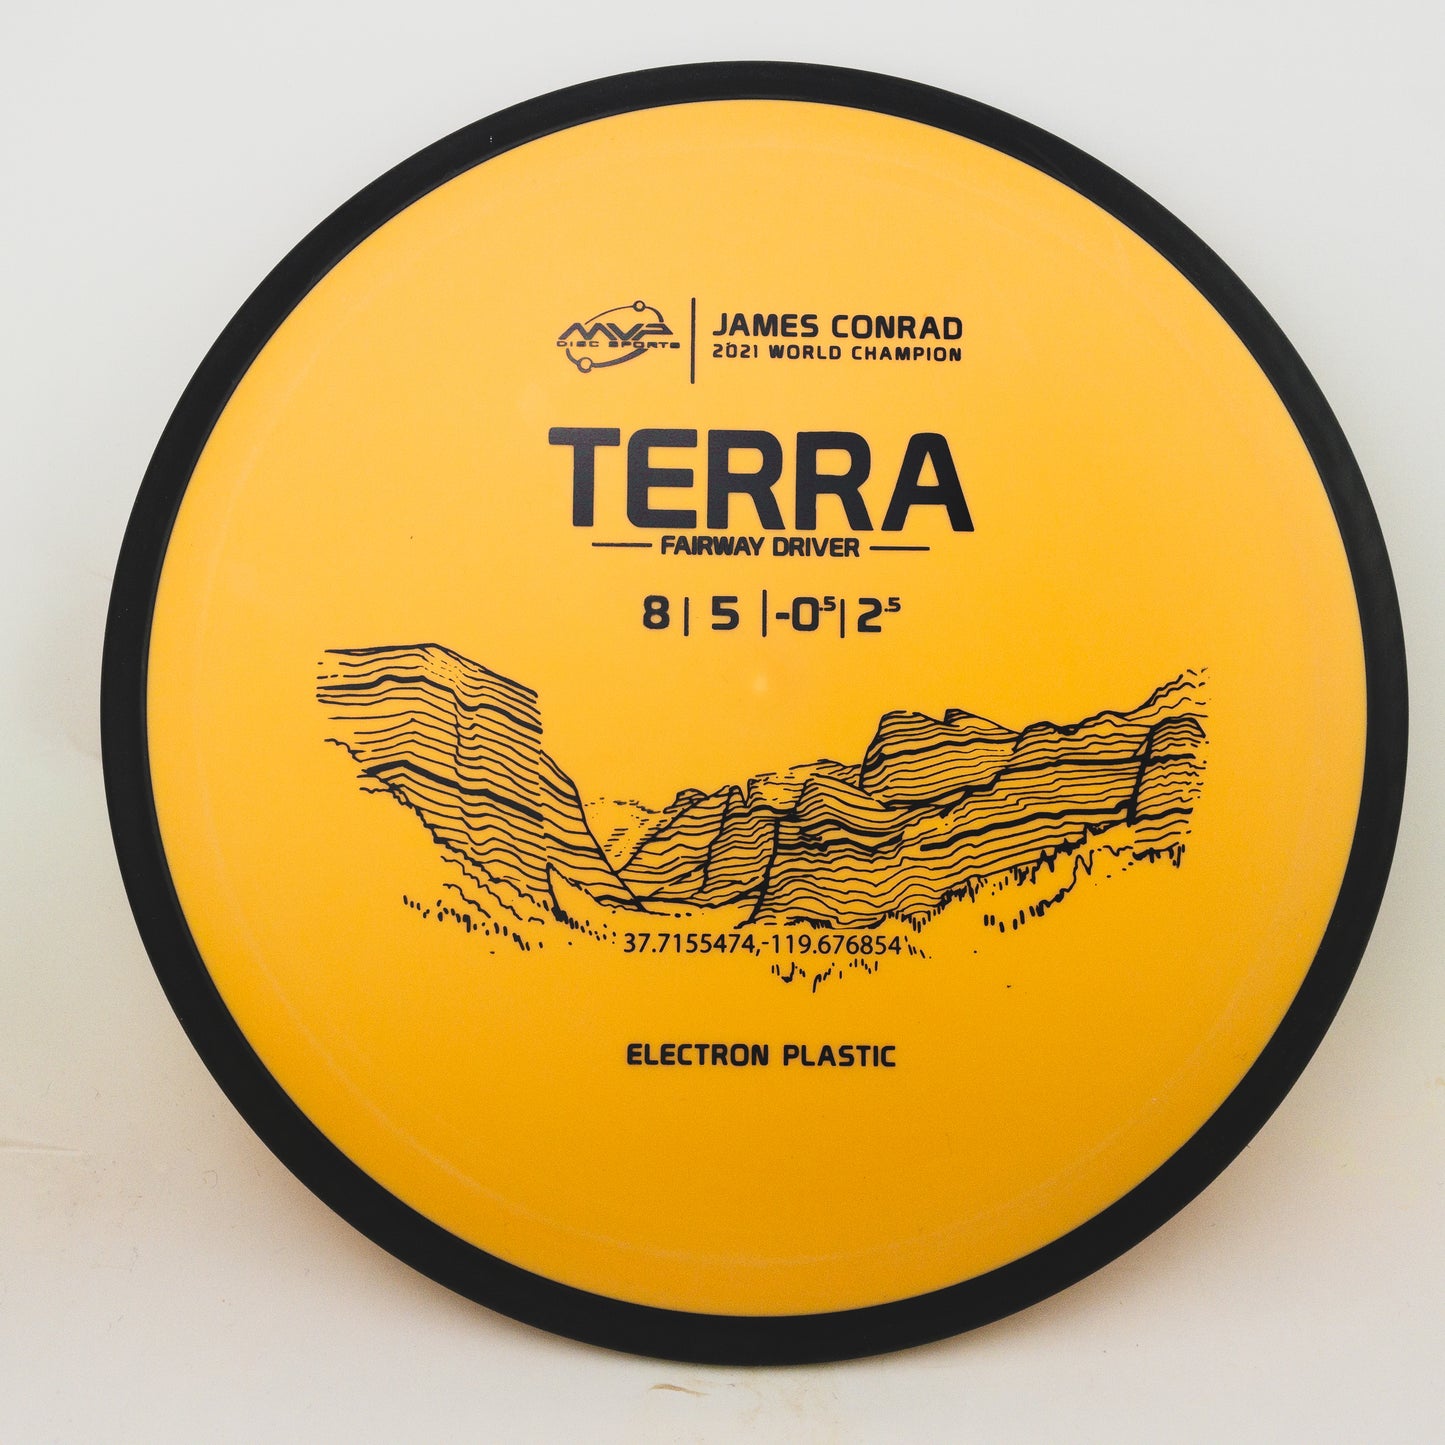 MVP
DISC SPORTS
JAMES CONRAD
2021 WORLD CHAMPION
TERRA
FAIRWAY DRIVER
8 | 5 | -0.5 | 2.5
37.7155474,-119.676854
ELECTRON PLASTIC